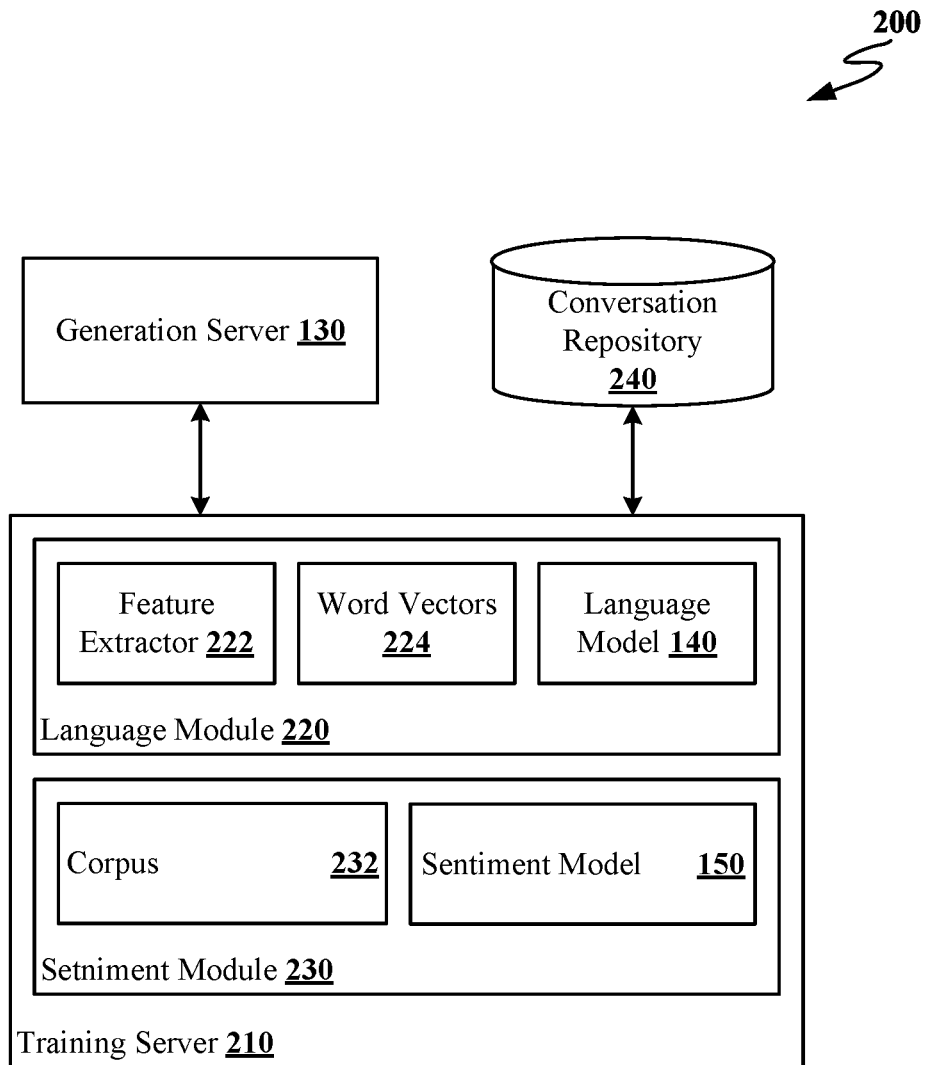 200
Generation Server 130
Conversation
Repository
240
Feature
Extractor 222
Word Vectors
224
Language
Model 140
Language Module 220
Corpus 232
Sentiment Model 150
Setniment Module 230
Training Server 210